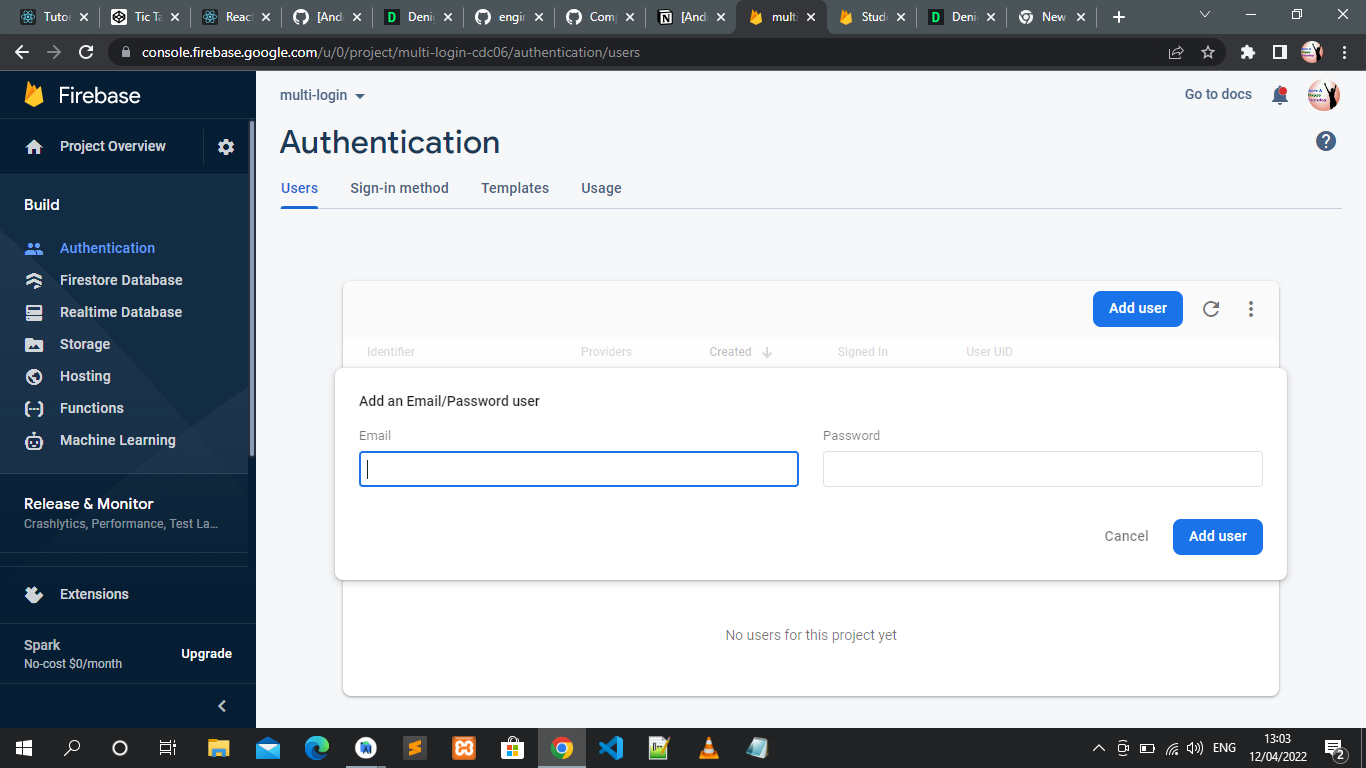 Tutor
Tic Ta
React
[Andr
Denig
engin
Comp
[Andr
multi
Stude
Denig
New
console.firebase.google.com/u/0/project/multi-login-cdc06/authentication/users
Firebase
multi-login
Go to docs
Project Overview
Authentication
Users
Sign-in method
Templates
Usage
Build
Authentication
Firestore Database
Realtime Database
Storage
Hosting
Functions
Machine Learning
Release & Monitor
Crashlytics, Performance, Test La...
Extensions
Spark
No-cost $0/month
Upgrade
Add user
Identifier
Providers
Created
Signed In
User UID
Add an Email/Password user
Email
Password
Cancel
Add user
No users for this project yet
ENG
13:03
12/04/2022
2